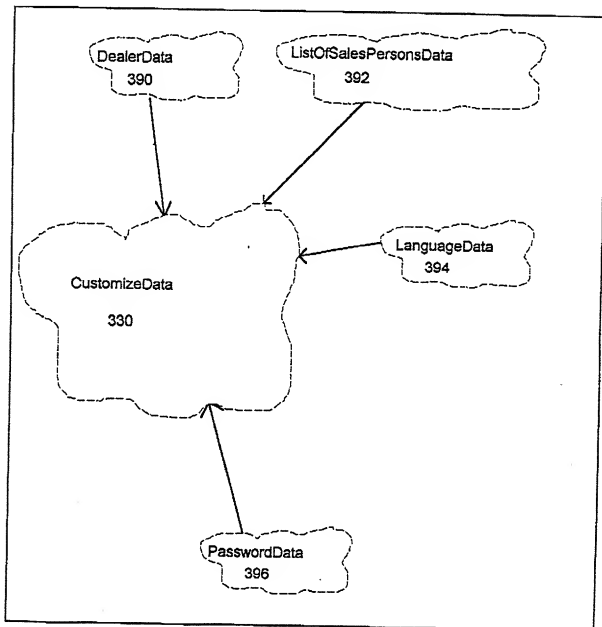 DealerData
390
ListOfSalesPersonsData
392
LanguageData
394
CustomizeData
330
PasswordData
396